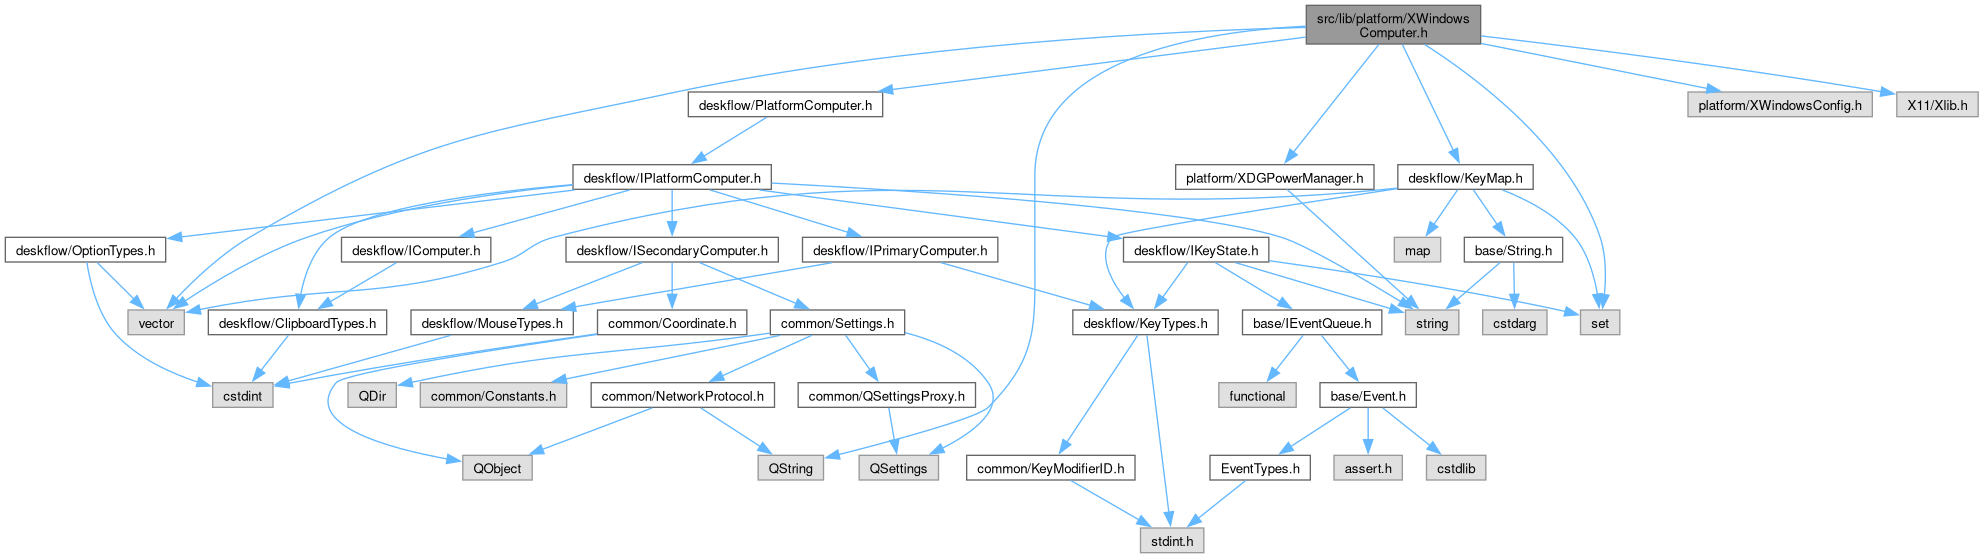 src/lib/platform/XWindows
Computer.h
deskflow/PlatformComputer.h
platform/XWindowsConfig.h
X11/Xlib.h
deskflow/IPlatformComputer.h
platform/XDGPowerManager.h
deskflow/KeyMap.h
deskflow/OptionTypes.h
deskflow/IComputer.h
deskflow/ISecondaryComputer.h
deskflow/IPrimaryComputer.h
deskflow/IKeyState.h
map
base/String.h
vector
deskflow/ClipboardTypes.h
deskflow/MouseTypes.h
common/Coordinate.h
common/Settings.h
deskflow/KeyTypes.h
base/IEventQueue.h
string
cstdarg
set
cstdint
QDir
common/Constants.h
common/NetworkProtocol.h
common/QSettingsProxy.h
functional
base/Event.h
QObject
QString
QSettings
common/KeyModifierID.h
EventTypes.h
assert.h
cstdlib
stdint.h